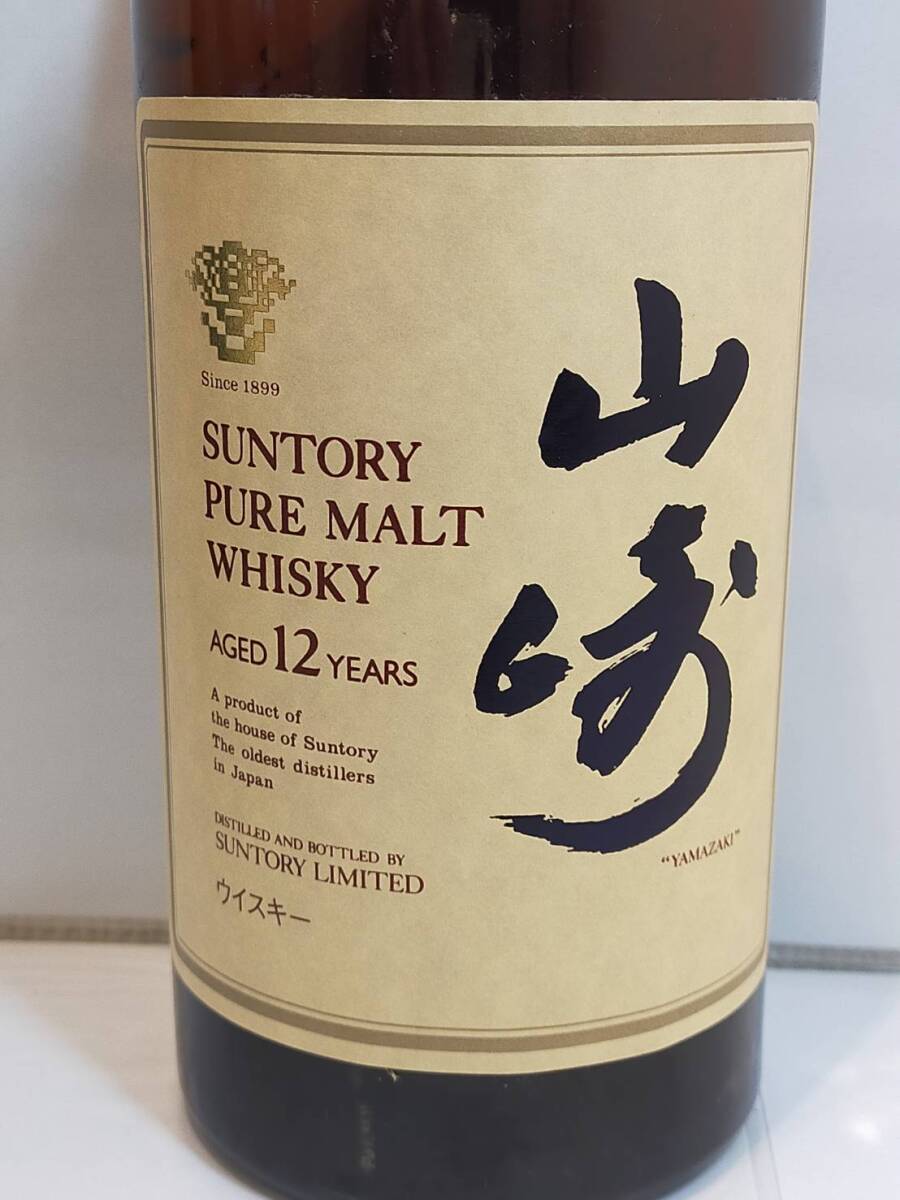 Since 1899
SUNTORY
PURE MALT
WHISKY
AGED 12 YEARS
A product of
the house of Suntory
The oldest distillers
in Japan
DISTILLED AND BOTTLED BY
SUNTORY LIMITED
ウイスキー
山崎
"YAMAZAKI"